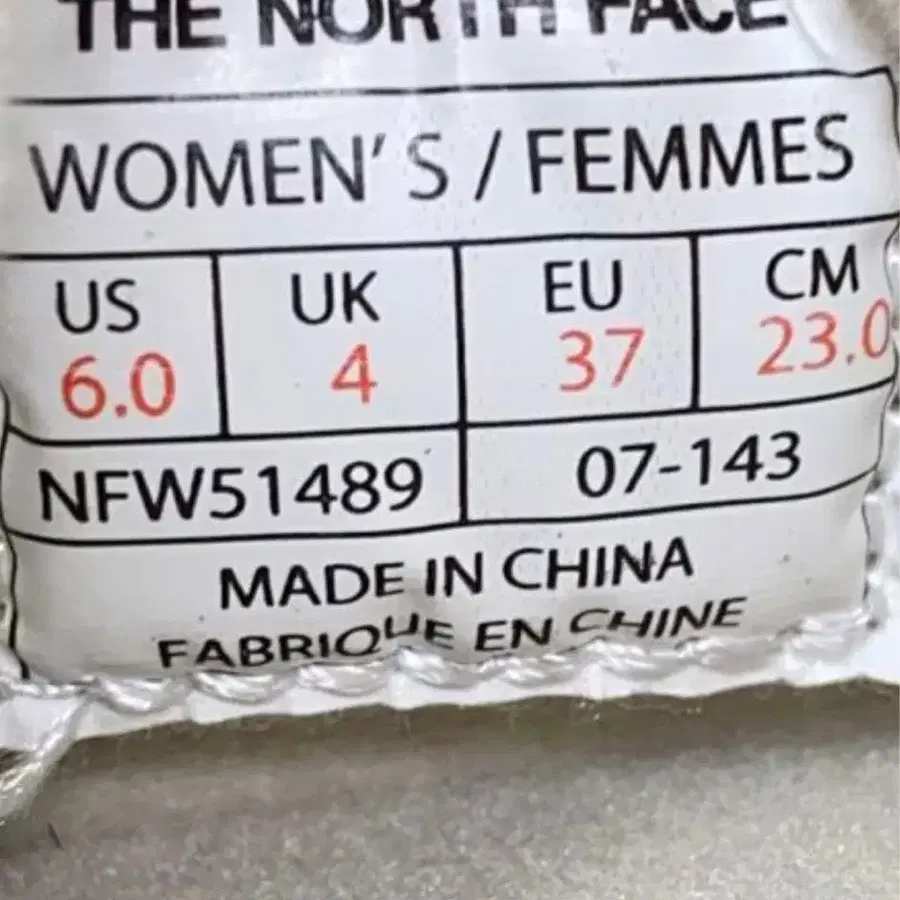 THE NORTH FACE
WOMEN'S / FEMMES
US UK EU CM
6.0 4 37 23.0
NFW51489 07-143
MADE IN CHINA
FABRIQUE EN CHINE